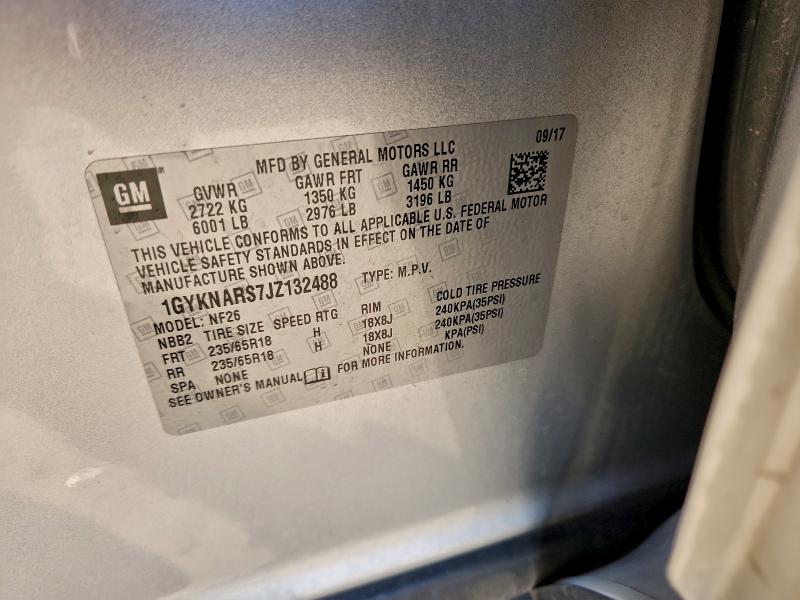 09/17
MFD BY GENERAL MOTORS LLC
GM
GVWR GAWR FRT GAWR RR
2722 KG 1350 KG 1450 KG
6001 LB 2976 LB 3196 LB
THIS VEHICLE CONFORMS TO ALL APPLICABLE U.S. FEDERAL MOTOR
VEHICLE SAFETY STANDARDS IN EFFECT ON THE DATE OF
MANUFACTURE SHOWN ABOVE.
1GYKNARS7JZ132488 TYPE: M.P.V.
MODEL: NF26
NBB2 TIRE SIZE SPEED RTG RIM COLD TIRE PRESSURE
FRT 235/65R18 H 18X8J 240KPA(35PSI)
RR 235/65R18 H 18X8J 240KPA(35PSI)
SPA NONE NONE KPA(PSI)
SEE OWNER'S MANUAL FOR MORE INFORMATION.